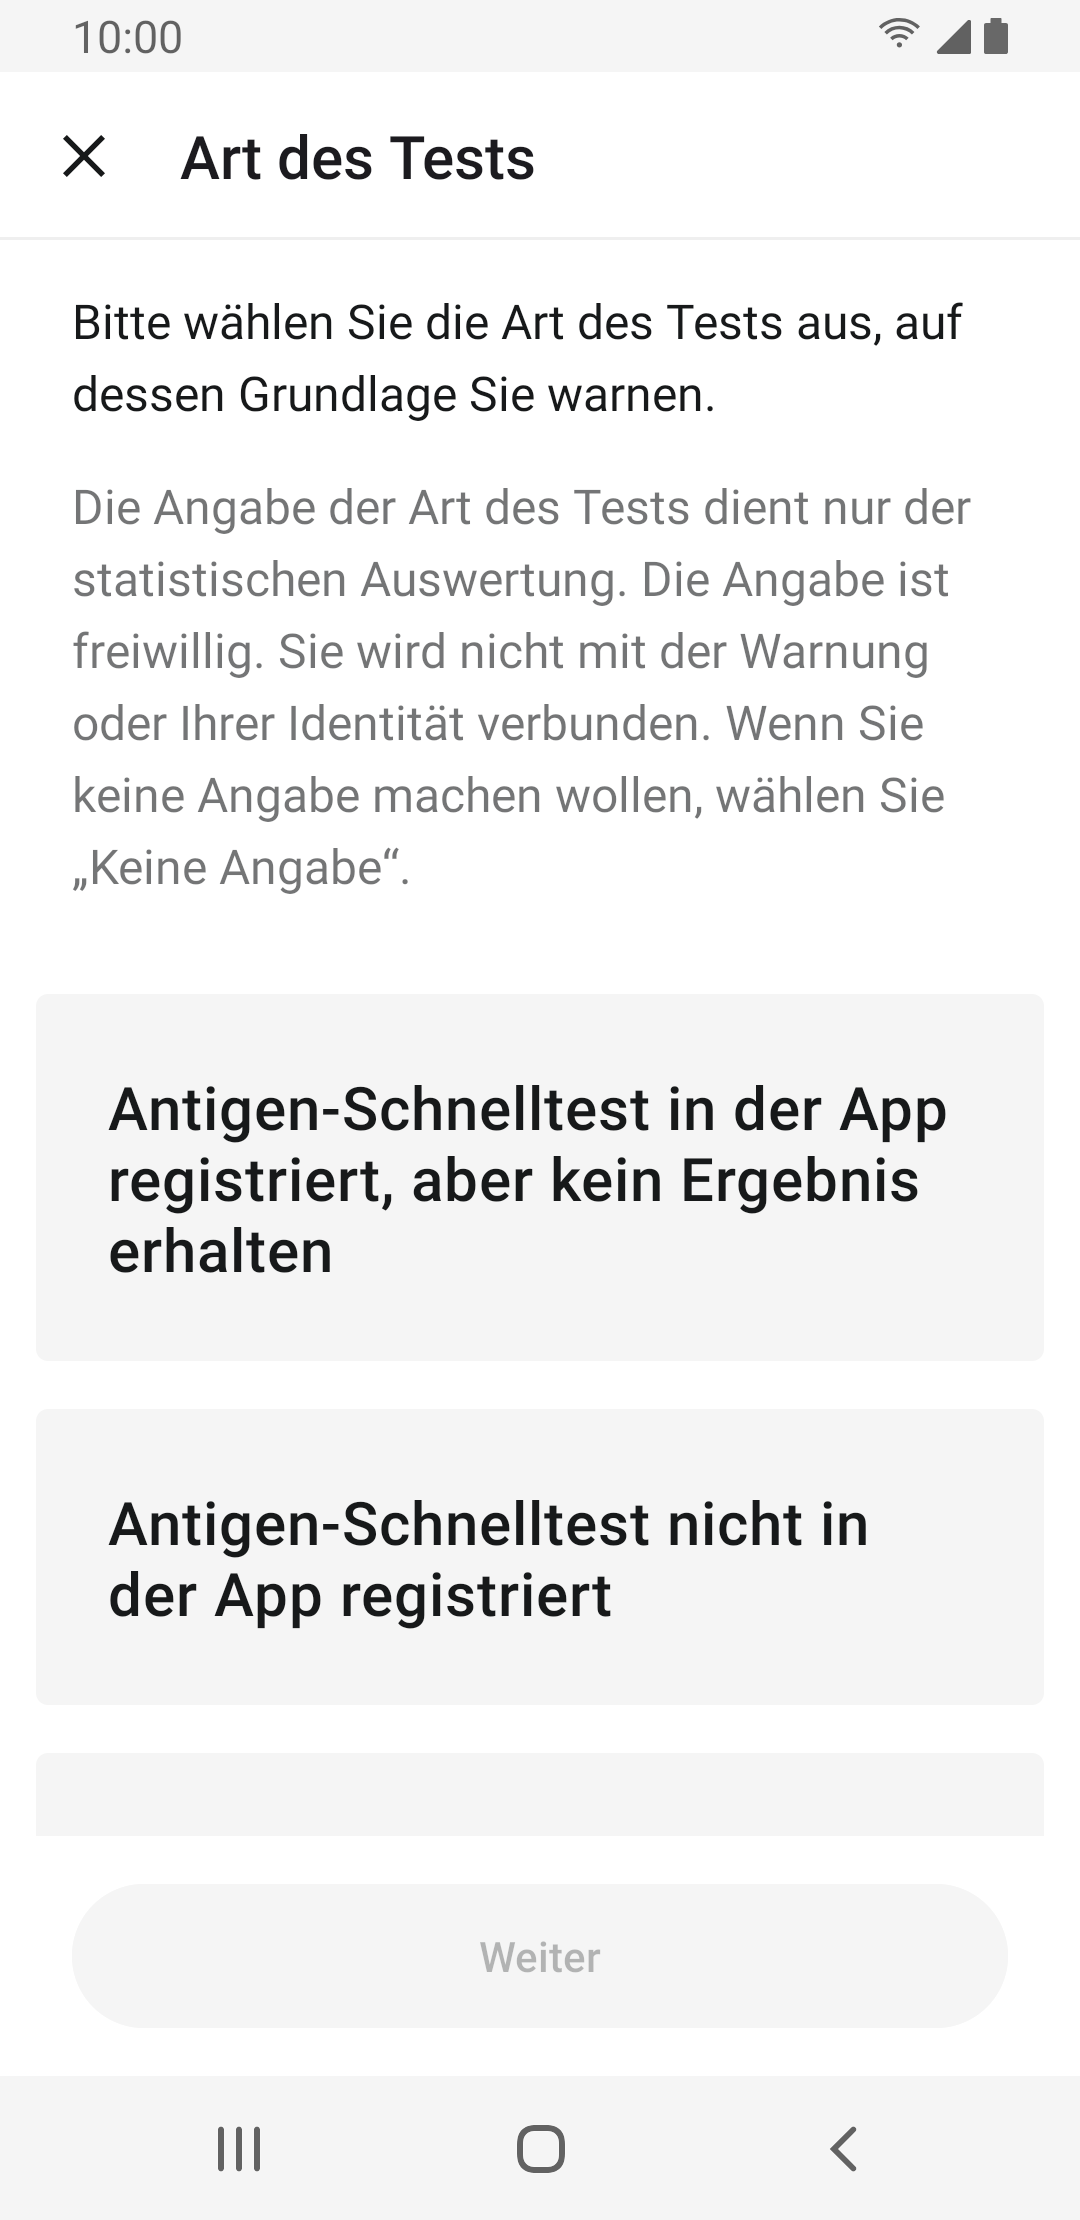 10:00
Art des Tests
Bitte wählen Sie die Art des Tests aus, auf
dessen Grundlage Sie warnen.
Die Angabe der Art des Tests dient nur der
statistischen Auswertung. Die Angabe ist
freiwillig. Sie wird nicht mit der Warnung
oder Ihrer Identität verbunden. Wenn Sie
keine Angabe machen wollen, wählen Sie
„Keine Angabe“.
Antigen-Schnelltest in der App
registriert, aber kein Ergebnis
erhalten
Antigen-Schnelltest nicht in
der App registriert
Weiter